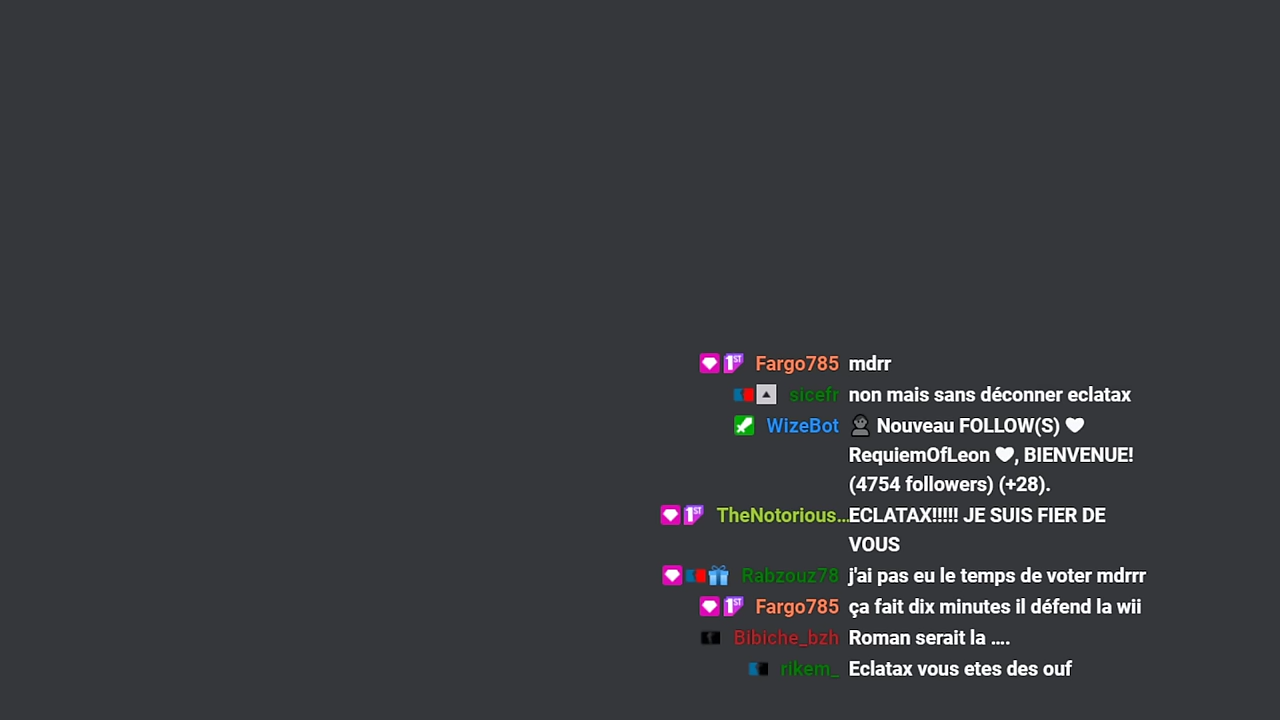 Fargo785 mdrr
sicefr non mais sans déconner eclatax
WizeBot Nouveau FOLLOW(S)
RequiemOfLeon , BIENVENUE!
(4754 followers) (+28).
TheNotorious... ECLATAX!!!!! JE SUIS FIER DE
VOUS
Rabzouz78 j'ai pas eu le temps de voter mdrrr
Fargo785 ça fait dix minutes il défend la wii
Bibiche_bzh Roman serait la ....
rikem_ Eclatax vous etes des ouf